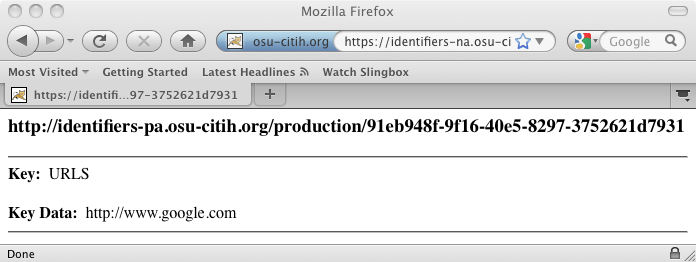 Mozilla Firefox
osu-citih.org https://identifiers-na.osu-ci Google
Most Visited Getting Started Latest Headlines Watch Slingbox
https://identifi...97-3752621d7931
http://identifiers-pa.osu-citih.org/production/91eb948f-9f16-40e5-8297-3752621d7931
Key: URLS
Key Data: http://www.google.com
Done